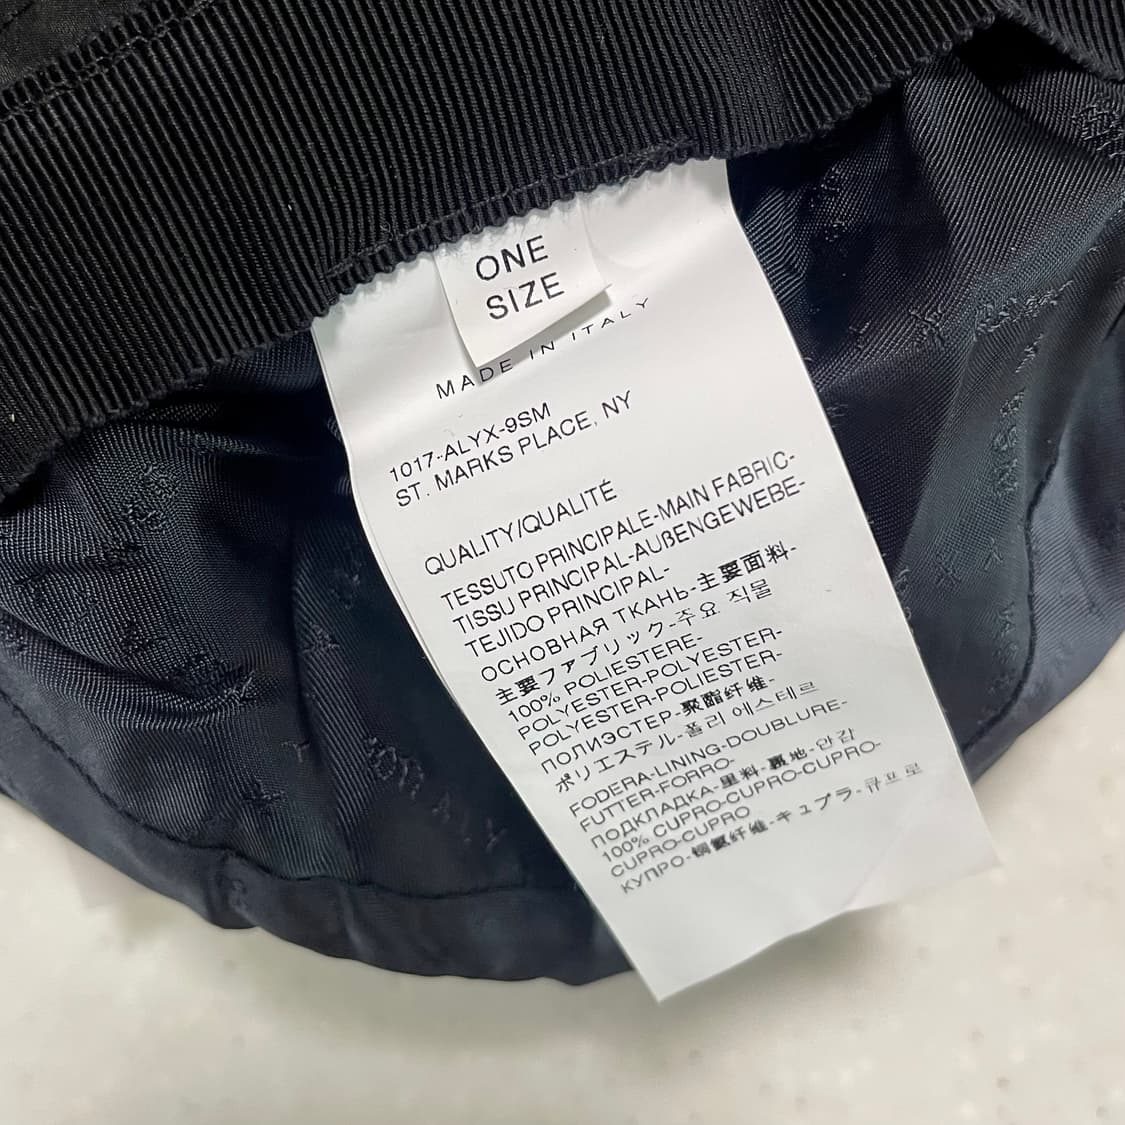 ONE
SIZE
MADE IN ITALY
1017-ALYX-9SM
ST. MARKS PLACE, NY
QUALITY/QUALITÉ
TESSUTO PRINCIPALE-MAIN FABRIC-
TISSU PRINCIPAL-AUßENGEWEBE-
TEJIDO PRINCIPAL-
ОСНОВНАЯ ТКАНЬ-主要面料-
主要ファブリック-주요 직물
100% POLIESTERE-
POLYESTER-POLYESTER-
POLYESTER-POLIESTER-
ПОЛИЭСТЕР-聚酯纤维-
ポリエステル-폴리 에스테르
FODERA-LINING-DOUBLURE-
FUTTER-FORRO-
ПОДКЛАДКА-里料-裏地-안감
100% CUPRO-CUPRO-CUPRO-
CUPRO-CUPRO
КУПРО-铜氨纤维-キュプラ-큐프로